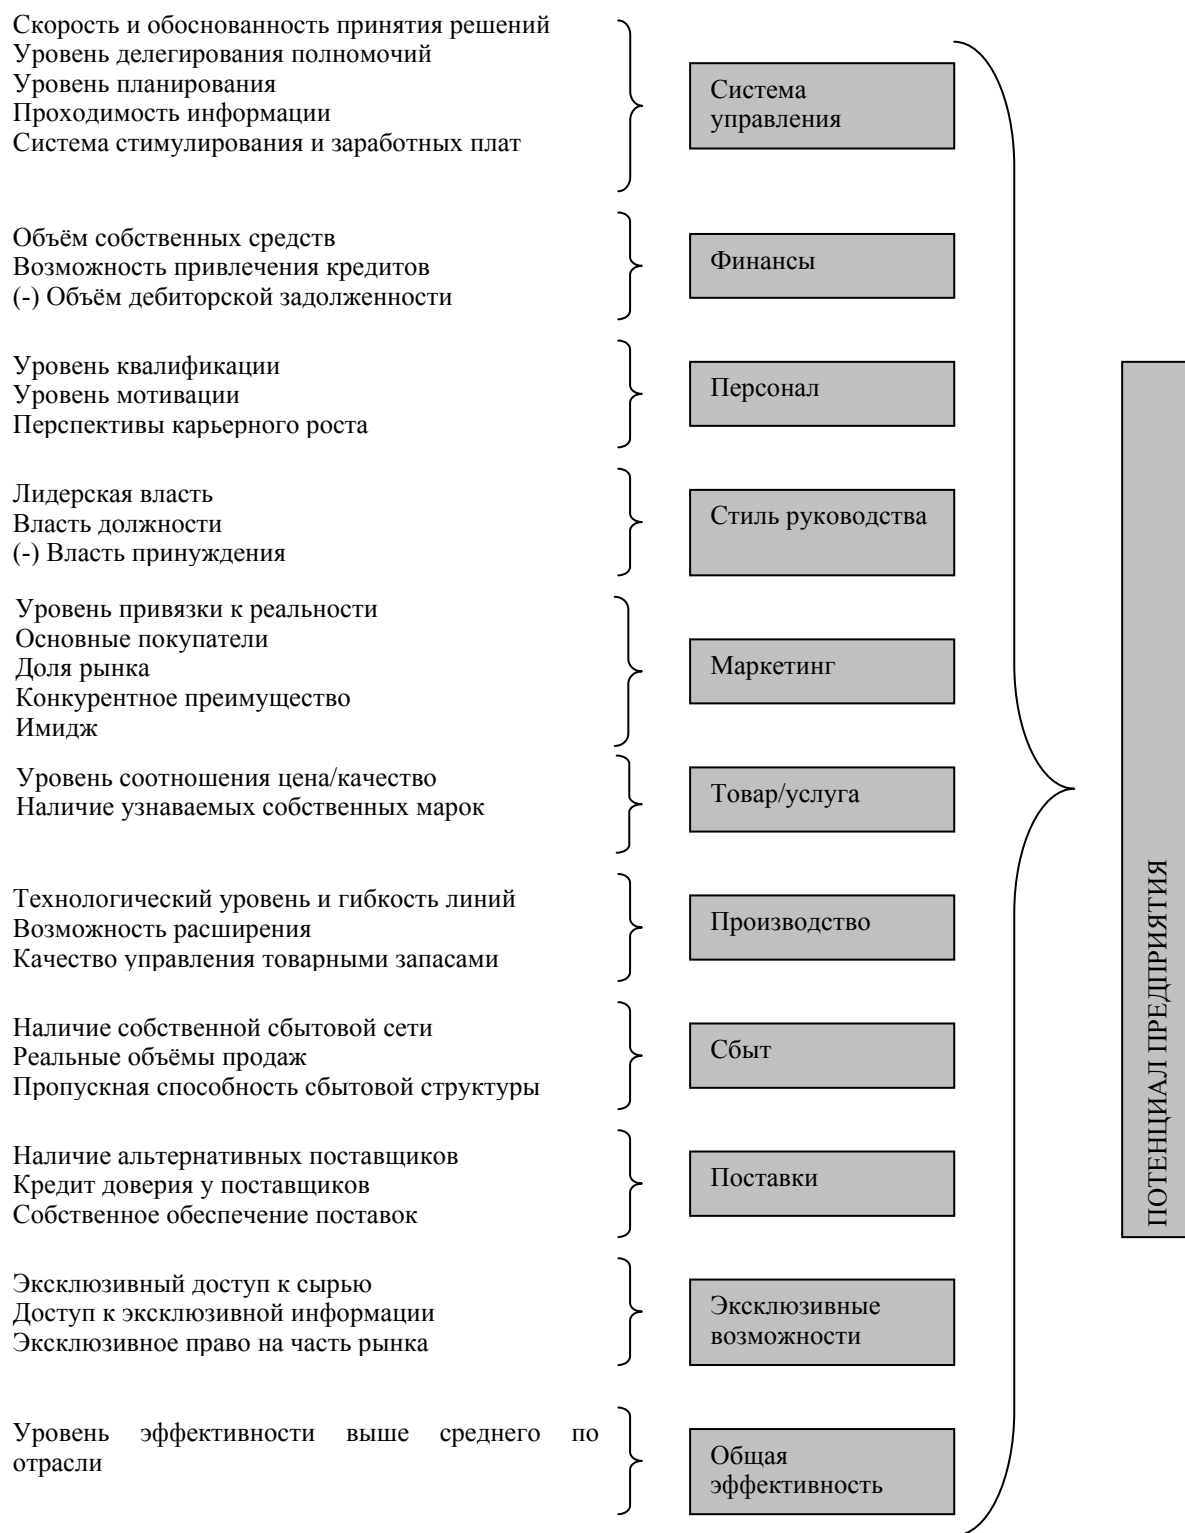 Скорость и обоснованность принятия решений
Уровень делегирования полномочий
Уровень планирования
Проходимость информации
Система стимулирования и заработных плат
Система
управления
Объём собственных средств
Возможность привлечения кредитов
(-) Объём дебиторской задолженности
Финансы
Уровень квалификации
Уровень мотивации
Перспективы карьерного роста
Персонал
Лидерская власть
Власть должности
(-) Власть принуждения
Стиль руководства
Уровень привязки к реальности
Основные покупатели
Доля рынка
Конкурентное преимущество
Имидж
Маркетинг
Уровень соотношения цена/качество
Наличие узнаваемых собственных марок
Товар/услуга
Технологический уровень и гибкость линий
Возможность расширения
Качество управления товарными запасами
Производство
Наличие собственной сбытовой сети
Реальные объёмы продаж
Пропускная способность сбытовой структуры
Сбыт
Наличие альтернативных поставщиков
Кредит доверия у поставщиков
Собственное обеспечение поставок
Поставки
Эксклюзивный доступ к сырью
Доступ к эксклюзивной информации
Эксклюзивное право на часть рынка
Эксклюзивные
возможности
Уровень эффективности выше среднего по
отрасли
Общая
эффективность
ПОТЕНЦИАЛ ПРЕДПРИЯТИЯ